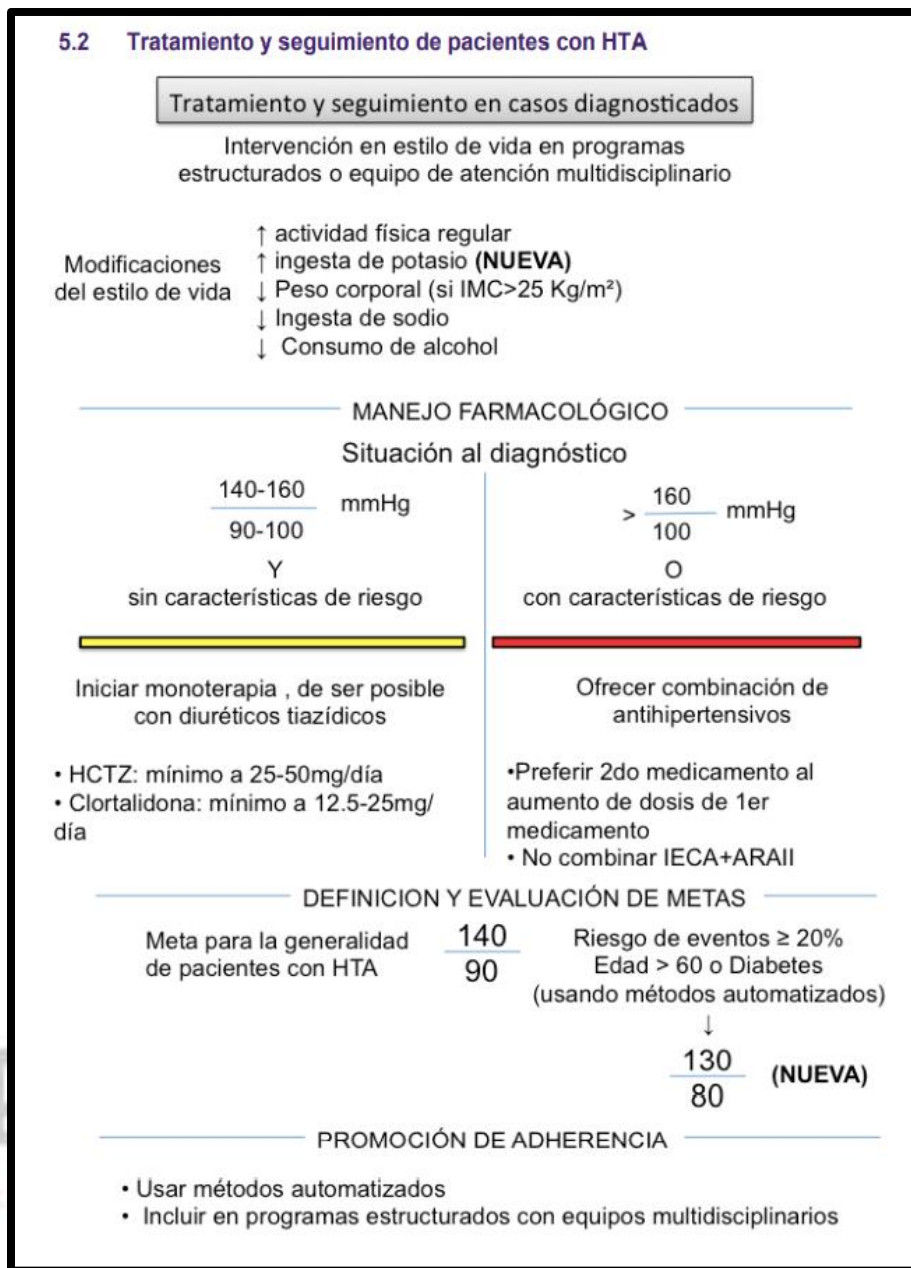 5.2 Tratamiento y seguimiento de pacientes con HTA
Tratamiento y seguimiento en casos diagnosticados
Intervención en estilo de vida en programas
estructurados o equipo de atención multidisciplinario
Modificaciones
del estilo de vida
↑ actividad física regular
↑ ingesta de potasio (NUEVA)
↓ Peso corporal (si IMC>25 Kg/m²)
↓ Ingesta de sodio
↓ Consumo de alcohol
MANEJO FARMACOLÓGICO
Situación al diagnóstico
140-160
90-100
mmHg
Y
sin características de riesgo
Iniciar monoterapia , de ser posible
con diuréticos tiazídicos
• HCTZ: mínimo a 25-50mg/día
• Clortalidona: mínimo a 12.5-25mg/
día
>
160
100
mmHg
O
con características de riesgo
Ofrecer combinación de
antihipertensivos
•Preferir 2do medicamento al
aumento de dosis de 1er
medicamento
• No combinar IECA+ARAII
DEFINICION Y EVALUACIÓN DE METAS
Meta para la generalidad
de pacientes con HTA
140
90
Riesgo de eventos ≥ 20%
Edad > 60 o Diabetes
(usando métodos automatizados)
↓
130
80
(NUEVA)
PROMOCIÓN DE ADHERENCIA
• Usar métodos automatizados
• Incluir en programas estructurados con equipos multidisciplinarios